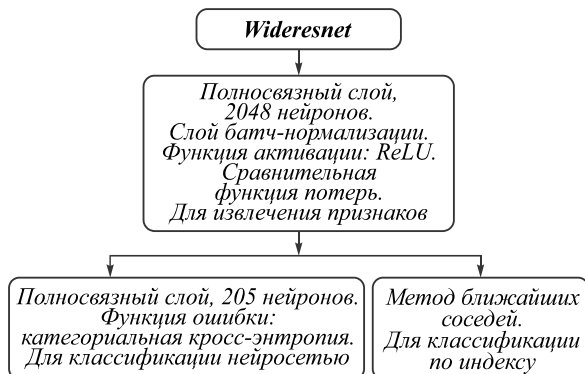 Wideresnet
Полносвязный слой,
2048 нейронов.
Слой батч-нормализации.
Функция активации: ReLU.
Сравнительная
функция потерь.
Для извлечения признаков
Полносвязный слой, 205 нейронов.
Функция ошибки:
категориальная кросс-энтропия.
Для классификации нейросетью
Метод ближайших
соседей.
Для классификации
по индексу